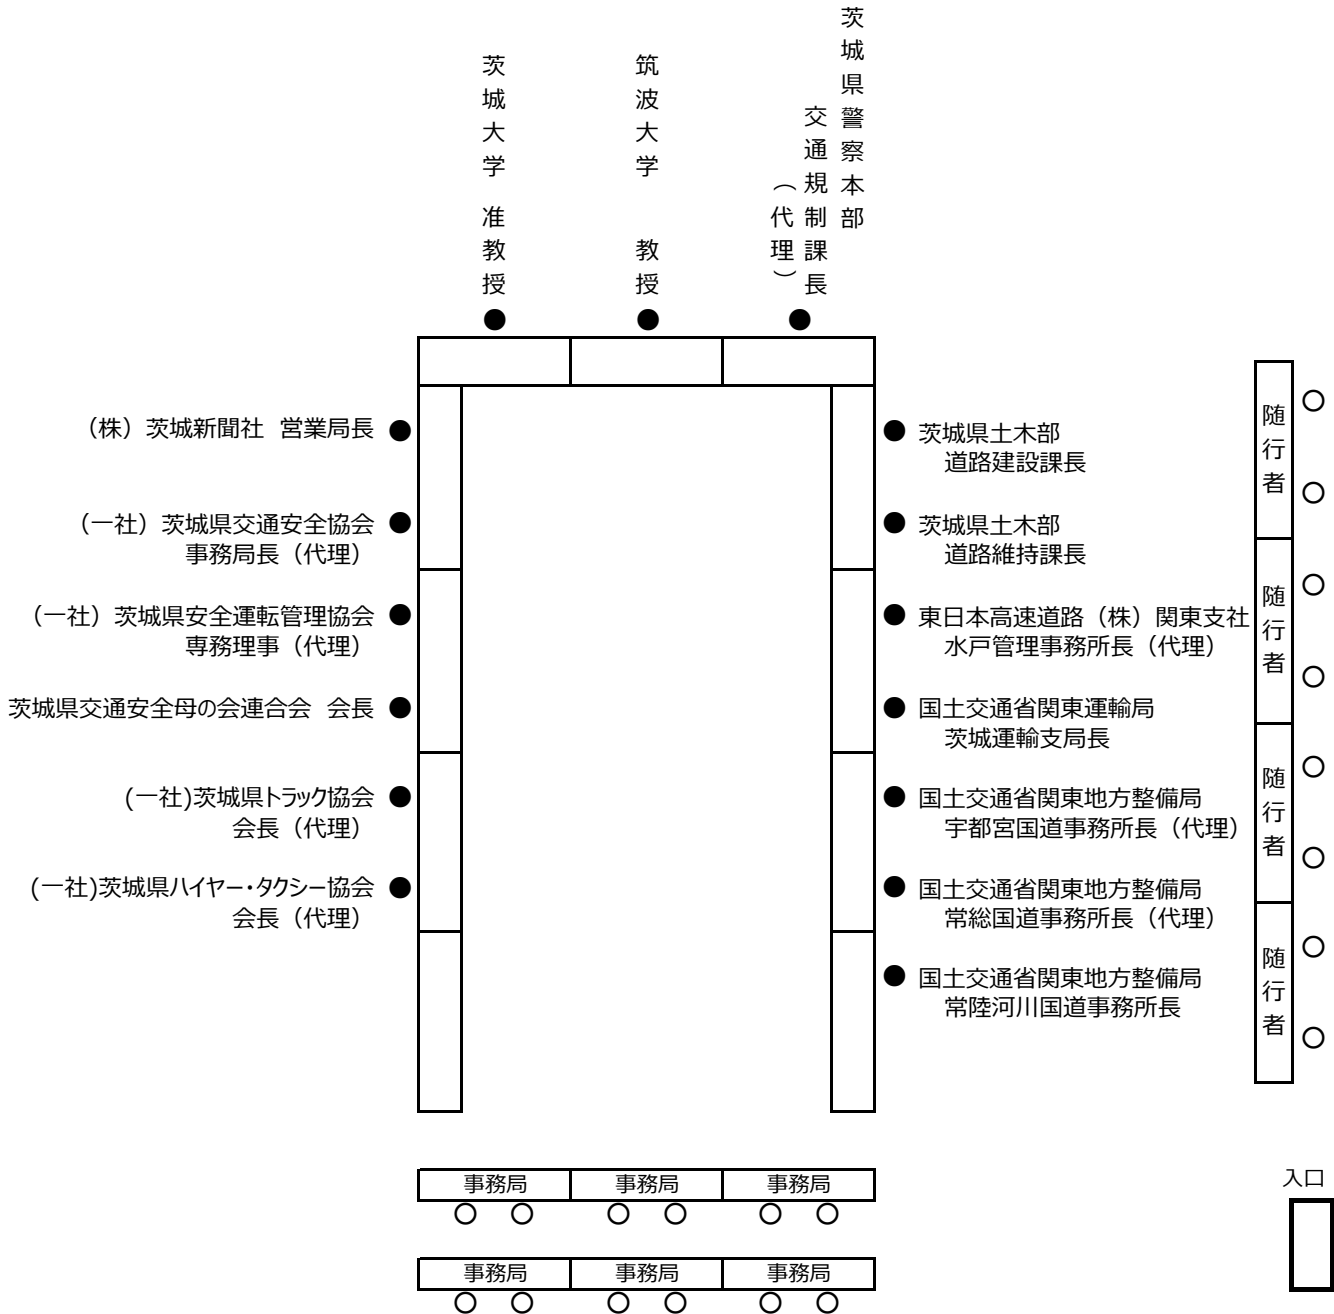 茨城県警察本部
交通規制課長
（代理）
筑波大学　教授
茨城大学 准教授
（株）茨城新聞社 営業局長
（一社）茨城県交通安全協会
事務局長（代理）
（一社）茨城県安全運転管理協会
専務理事（代理）
茨城県交通安全母の会連合会 会長
(一社)茨城県トラック協会
会長（代理）
(一社)茨城県ハイヤー・タクシー協会
会長（代理）
茨城県土木部
道路建設課長
茨城県土木部
道路維持課長
東日本高速道路（株）関東支社
水戸管理事務所長（代理）
国土交通省関東運輸局
茨城運輸支局長
国土交通省関東地方整備局
宇都宮国道事務所長（代理）
国土交通省関東地方整備局
常総国道事務所長（代理）
国土交通省関東地方整備局
常陸河川国道事務所長
随行者
随行者
随行者
随行者
事務局 事務局 事務局
事務局 事務局 事務局
入口